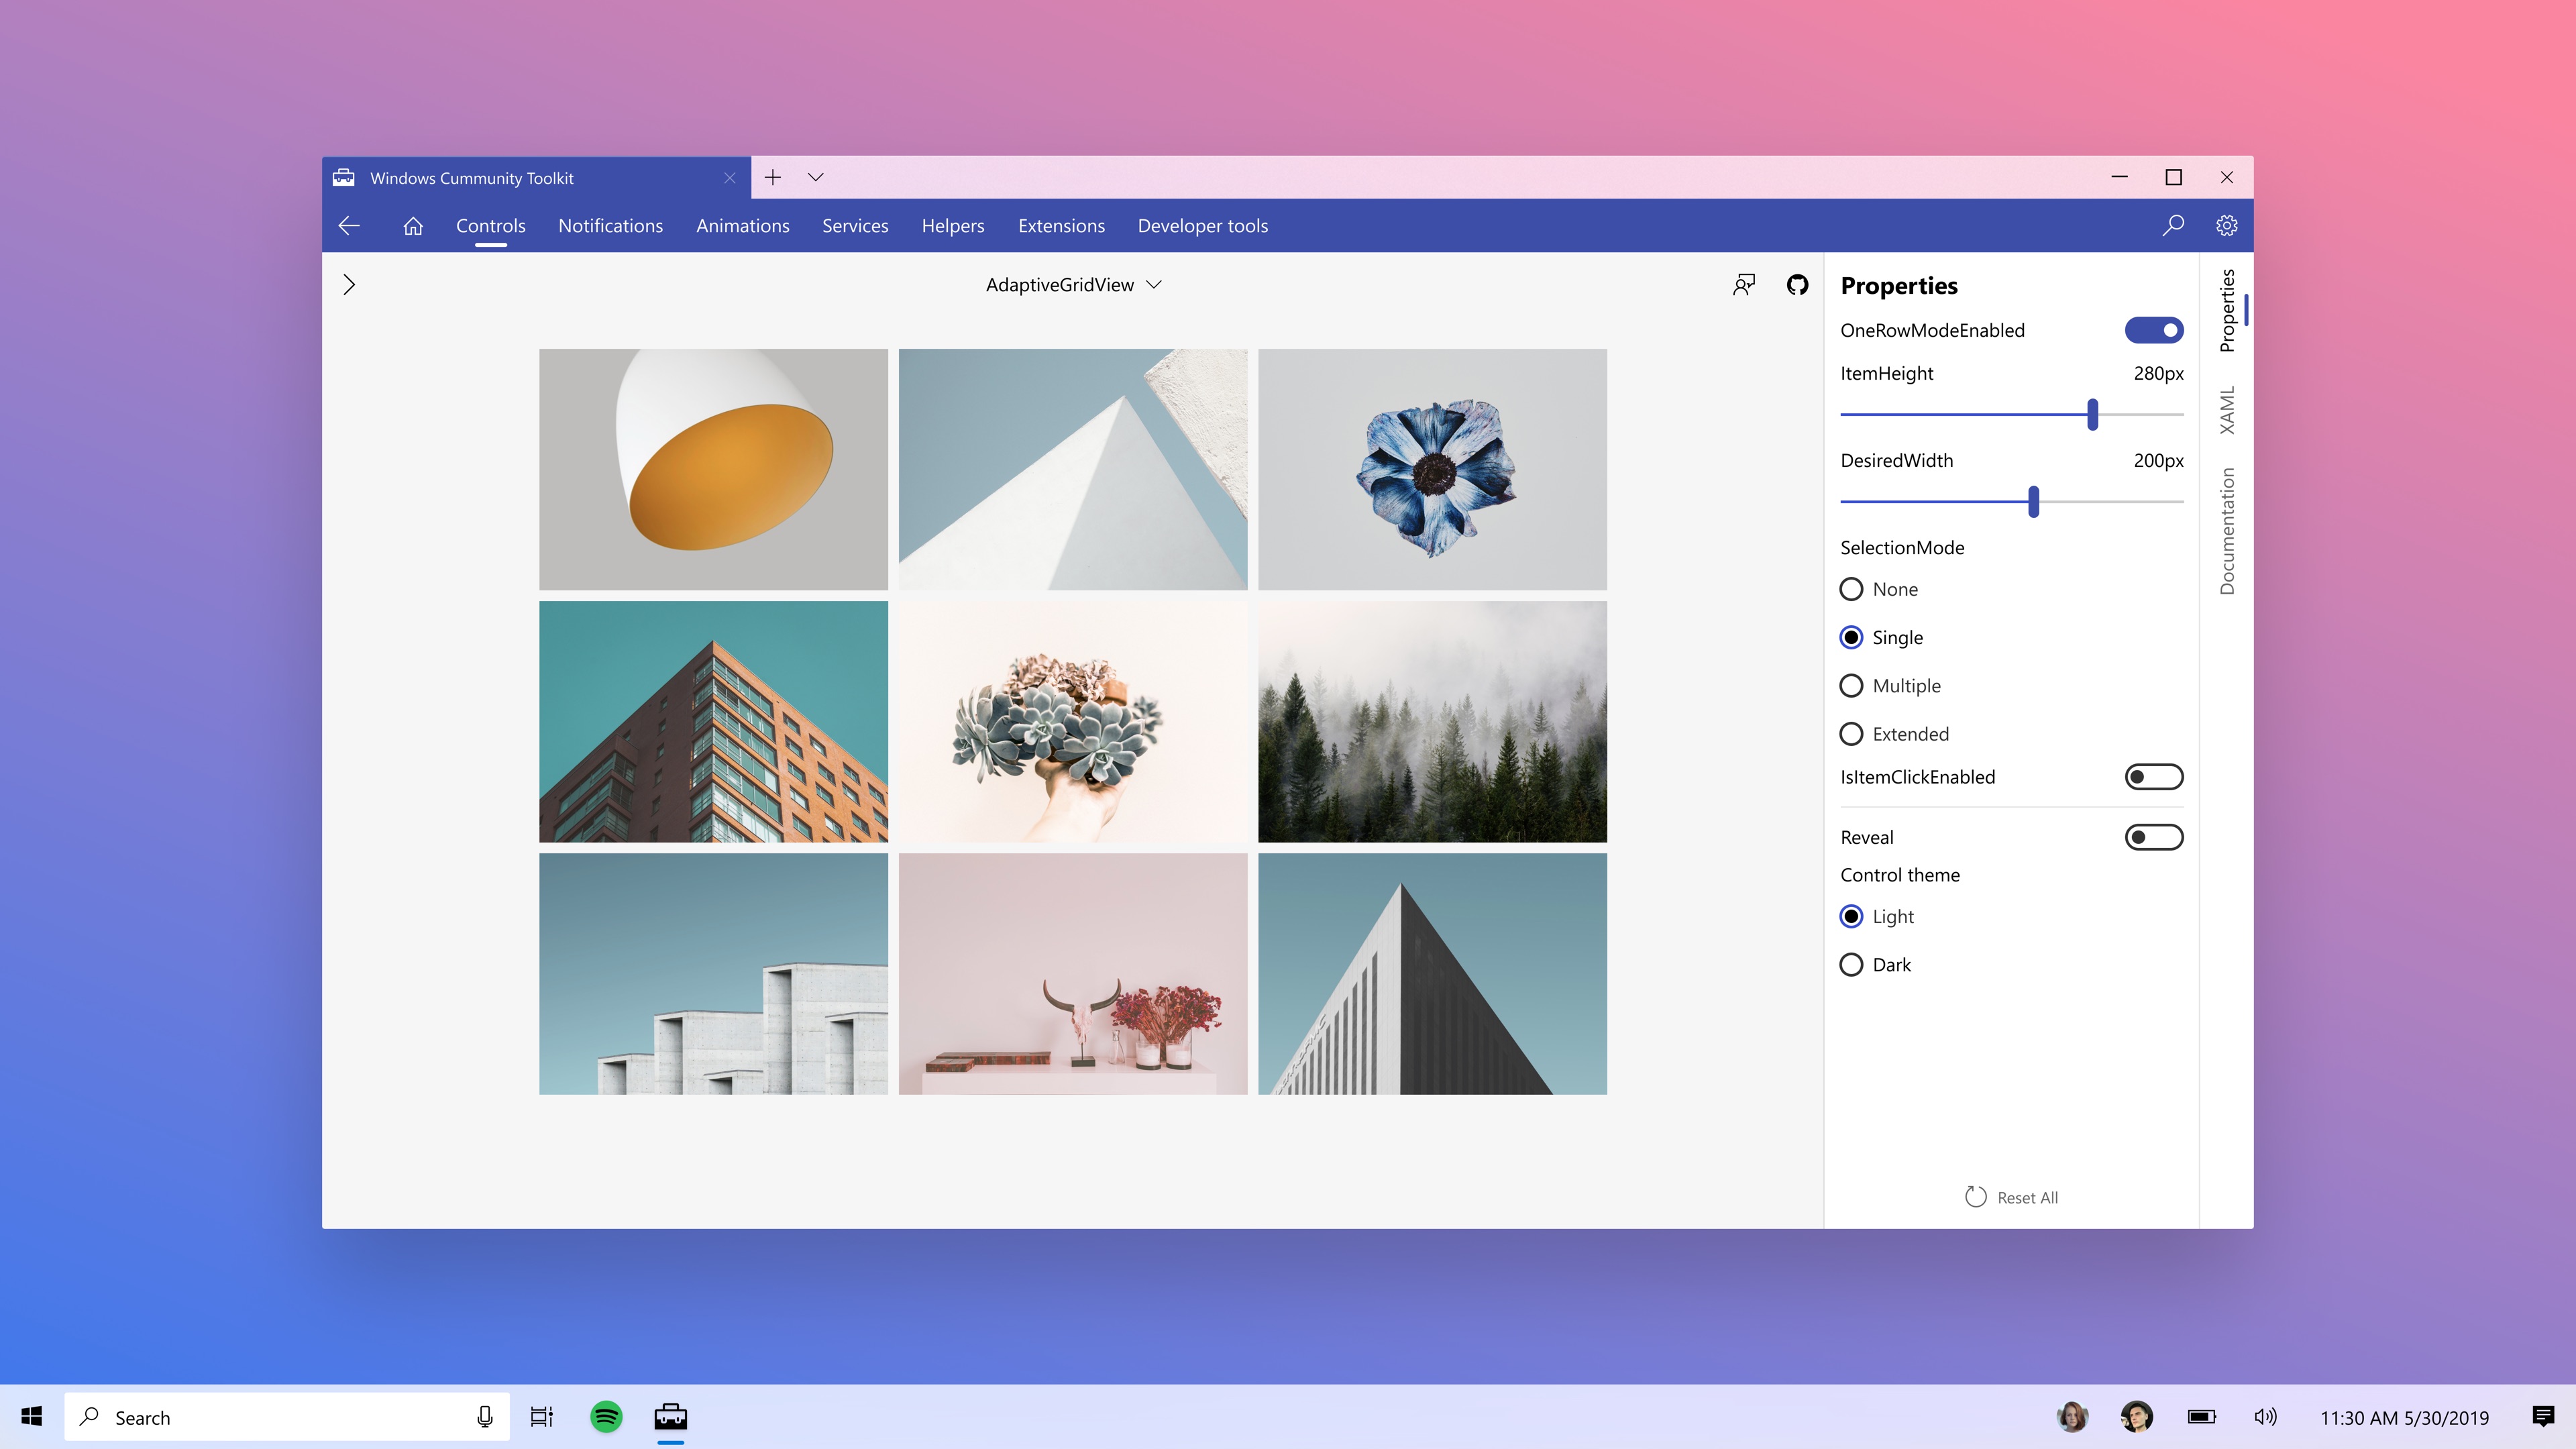 Windows Cummunity Toolkit
Controls Notifications Animations Services Helpers Extensions Developer tools
AdaptiveGridView
Properties
OneRowModeEnabled
ItemHeight 280px
DesiredWidth 200px
SelectionMode
None
Single
Multiple
Extended
IsItemClickEnabled
Reveal
Control theme
Light
Dark
Reset All
Properties
XAML
Documentation
Search
11:30 AM 5/30/2019